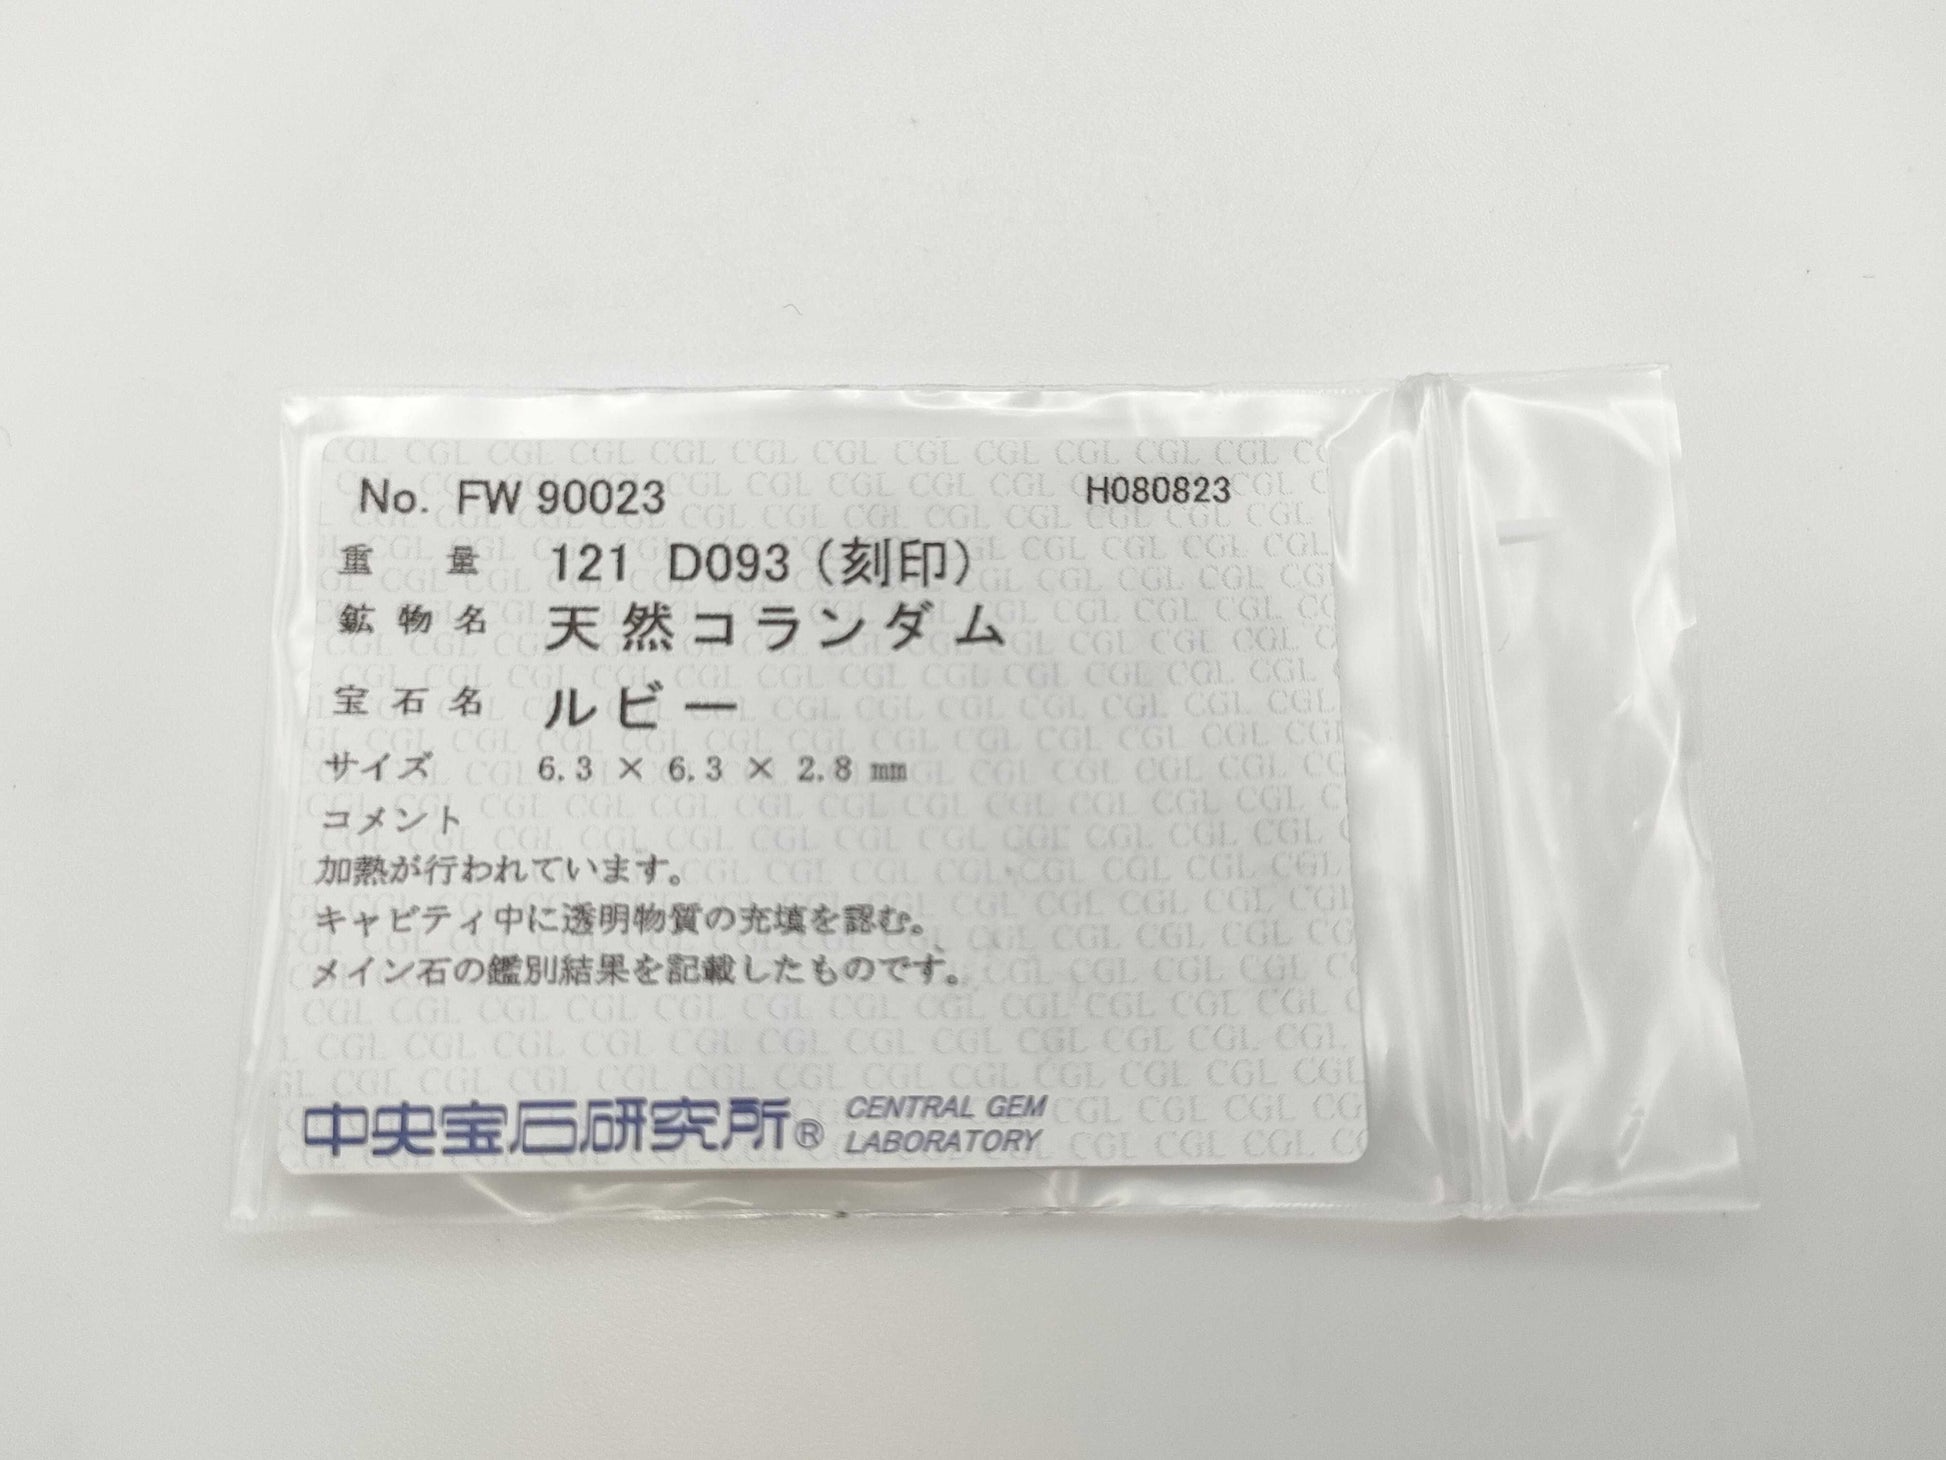 No. FW 90023 H080823
重量 121 D093（刻印）
鉱物名 天然コランダム
宝石名 ルビー
サイズ 6.3 × 6.3 × 2.8 ㎜
コメント
加熱が行われています。
キャビティ中に透明物質の充填を認む。
メイン石の鑑別結果を記載したものです。
中央宝石研究所® CENTRAL GEM
LABORATORY